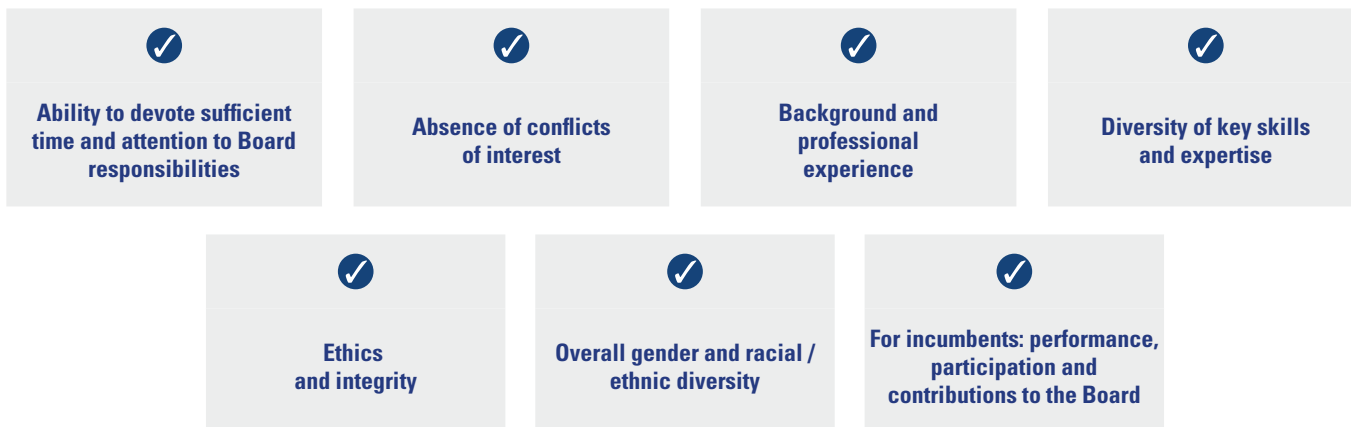 Ability to devote sufficient
time and attention to Board
responsibilities
Absence of conflicts
of interest
Background and
professional
experience
Diversity of key skills
and expertise
Ethics
and integrity
Overall gender and racial /
ethnic diversity
For incumbents: performance,
participation and
contributions to the Board